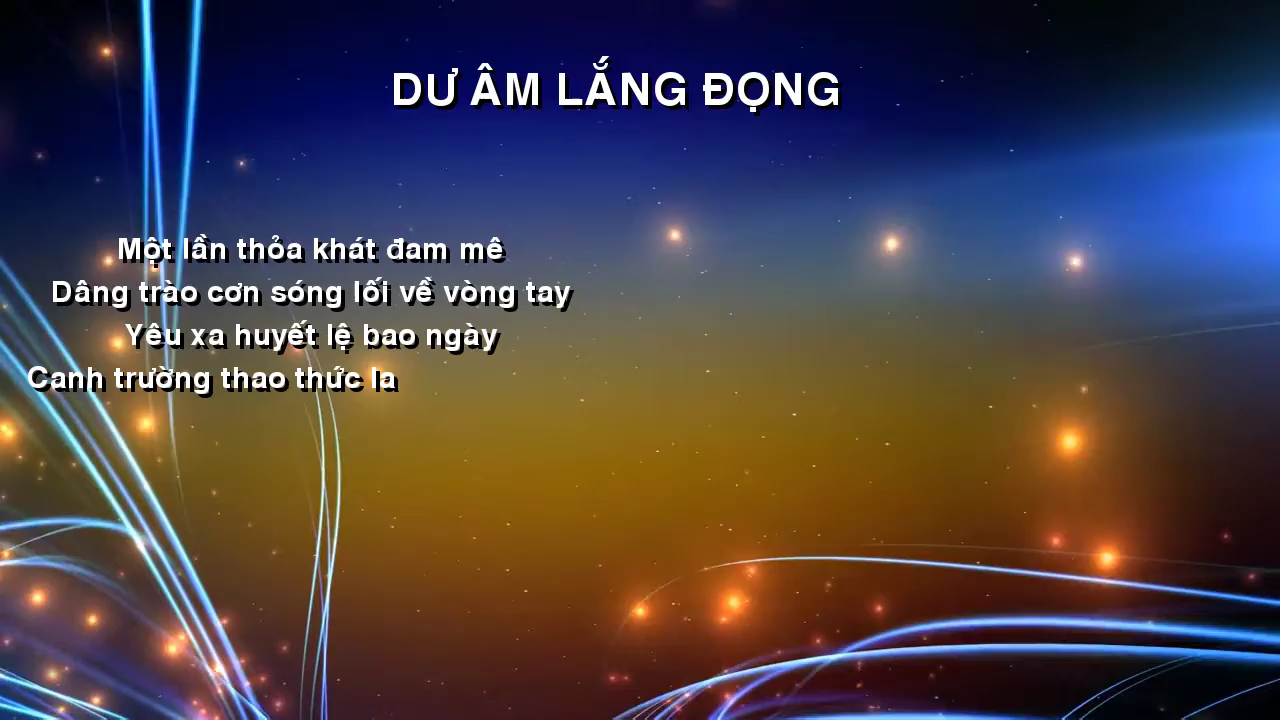 DƯ ÂM LẮNG ĐỌNG
Một lần thỏa khát đam mê
Dâng trào cơn sóng lối về vòng tay
Yêu xa huyết lệ bao ngày
Canh trường thao thức la